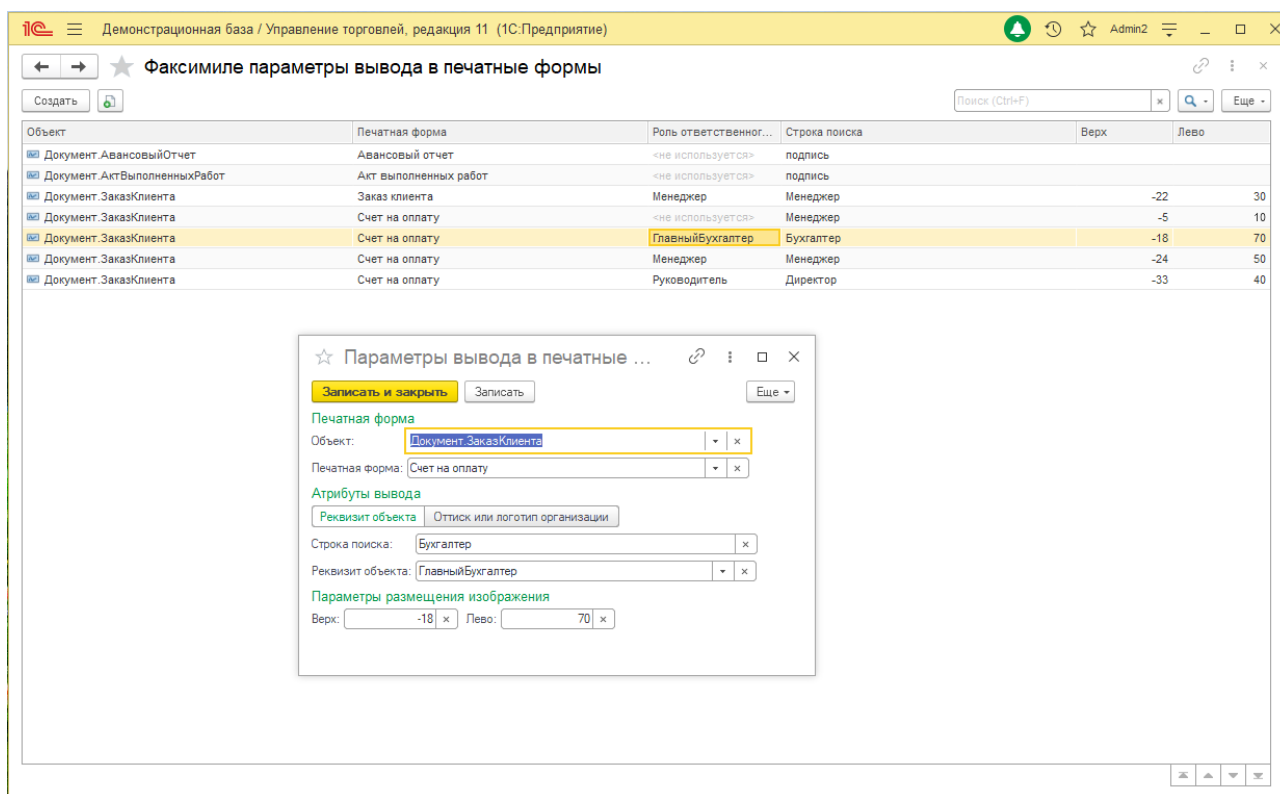 1С Демонстрационная база / Управление торговлей, редакция 11 (1С:Предприятие) Admin2
Факсимиле параметры вывода в печатные формы
Создать Поиск (Ctrl+F) Еще
Объект Печатная форма Роль ответственног... Строка поиска Верх Лево
Документ.АвансовыйОтчет Авансовый отчет <не используется> подпись
Документ.АктВыполненныхРабот Акт выполненных работ <не используется> подпись
Документ.ЗаказКлиента Заказ клиента Менеджер Менеджер -22 30
Документ.ЗаказКлиента Счет на оплату <не используется> Менеджер -5 10
Документ.ЗаказКлиента Счет на оплату ГлавныйБухгалтер Бухгалтер -18 70
Документ.ЗаказКлиента Счет на оплату Менеджер Менеджер -24 50
Документ.ЗаказКлиента Счет на оплату Руководитель Директор -33 40
Параметры вывода в печатные ...
Записать и закрыть Записать Еще
Печатная форма
Объект: Документ.ЗаказКлиента
Печатная форма: Счет на оплату
Атрибуты вывода
Реквизит объекта Оттиск или логотип организации
Строка поиска: Бухгалтер
Реквизит объекта: ГлавныйБухгалтер
Параметры размещения изображения
Верх: -18 Лево: 70